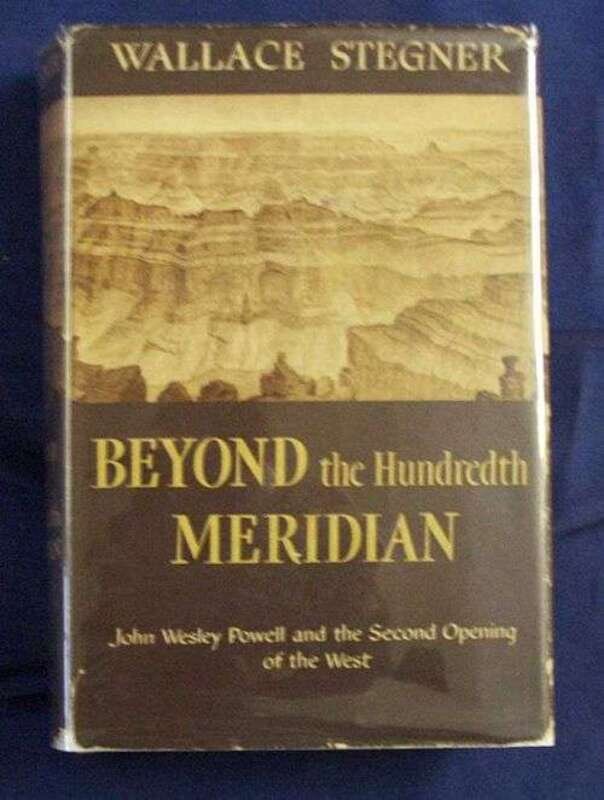 WALLACE STEGNER
BEYOND the Hundredth
MERIDIAN
John Wesley Powell and the Second Opening
of the West